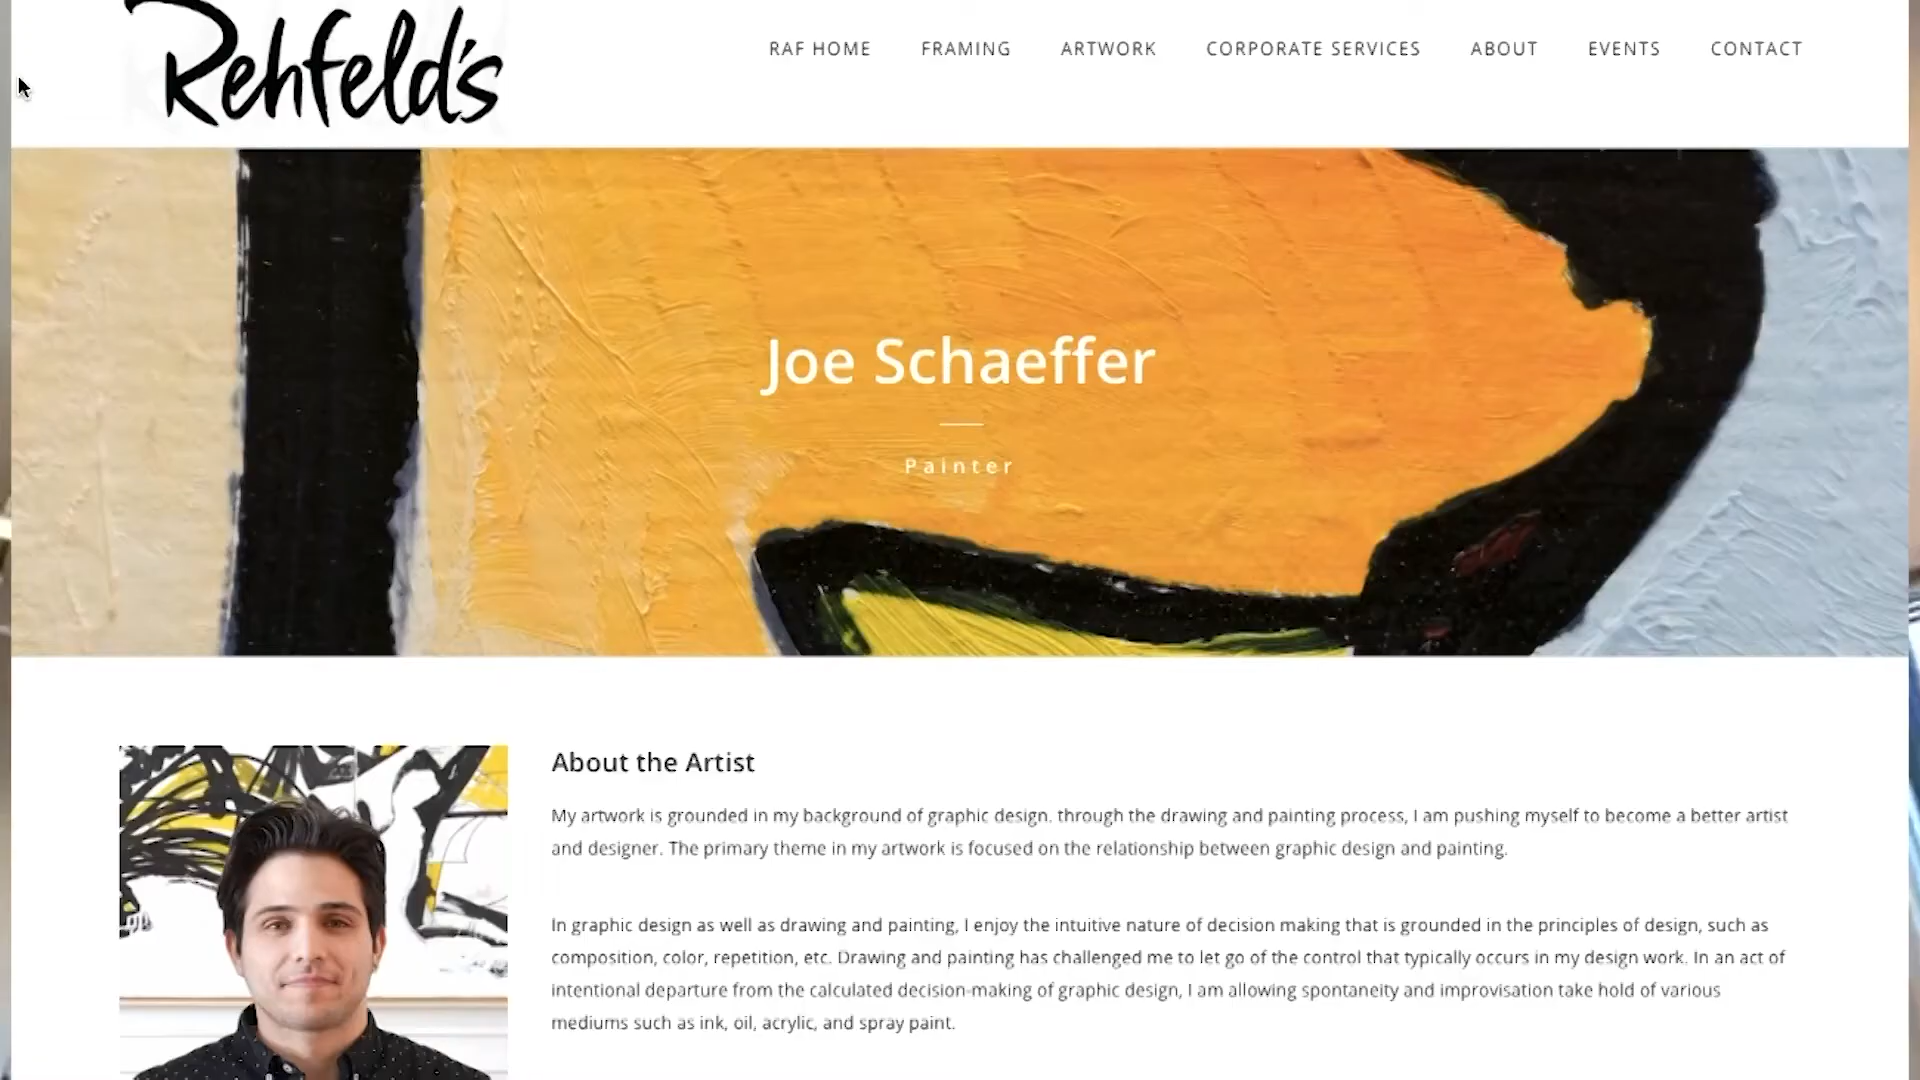 Rehfeld's
RAF HOME FRAMING ARTWORK CORPORATE SERVICES ABOUT EVENTS CONTACT
Joe Schaeffer
Painter
About the Artist
My artwork is grounded in my background of graphic design. through the drawing and painting process, I am pushing myself to become a better artist
and designer. The primary theme in my artwork is focused on the relationship between graphic design and painting.
In graphic design as well as drawing and painting, I enjoy the intuitive nature of decision making that is grounded in the principles of design, such as
composition, color, repetition, etc. Drawing and painting has challenged me to let go of the control that typically occurs in my design work. In an act of
intentional departure from the calculated decision-making of graphic design, I am allowing spontaneity and improvisation take hold of various
mediums such as ink, oil, acrylic, and spray paint.